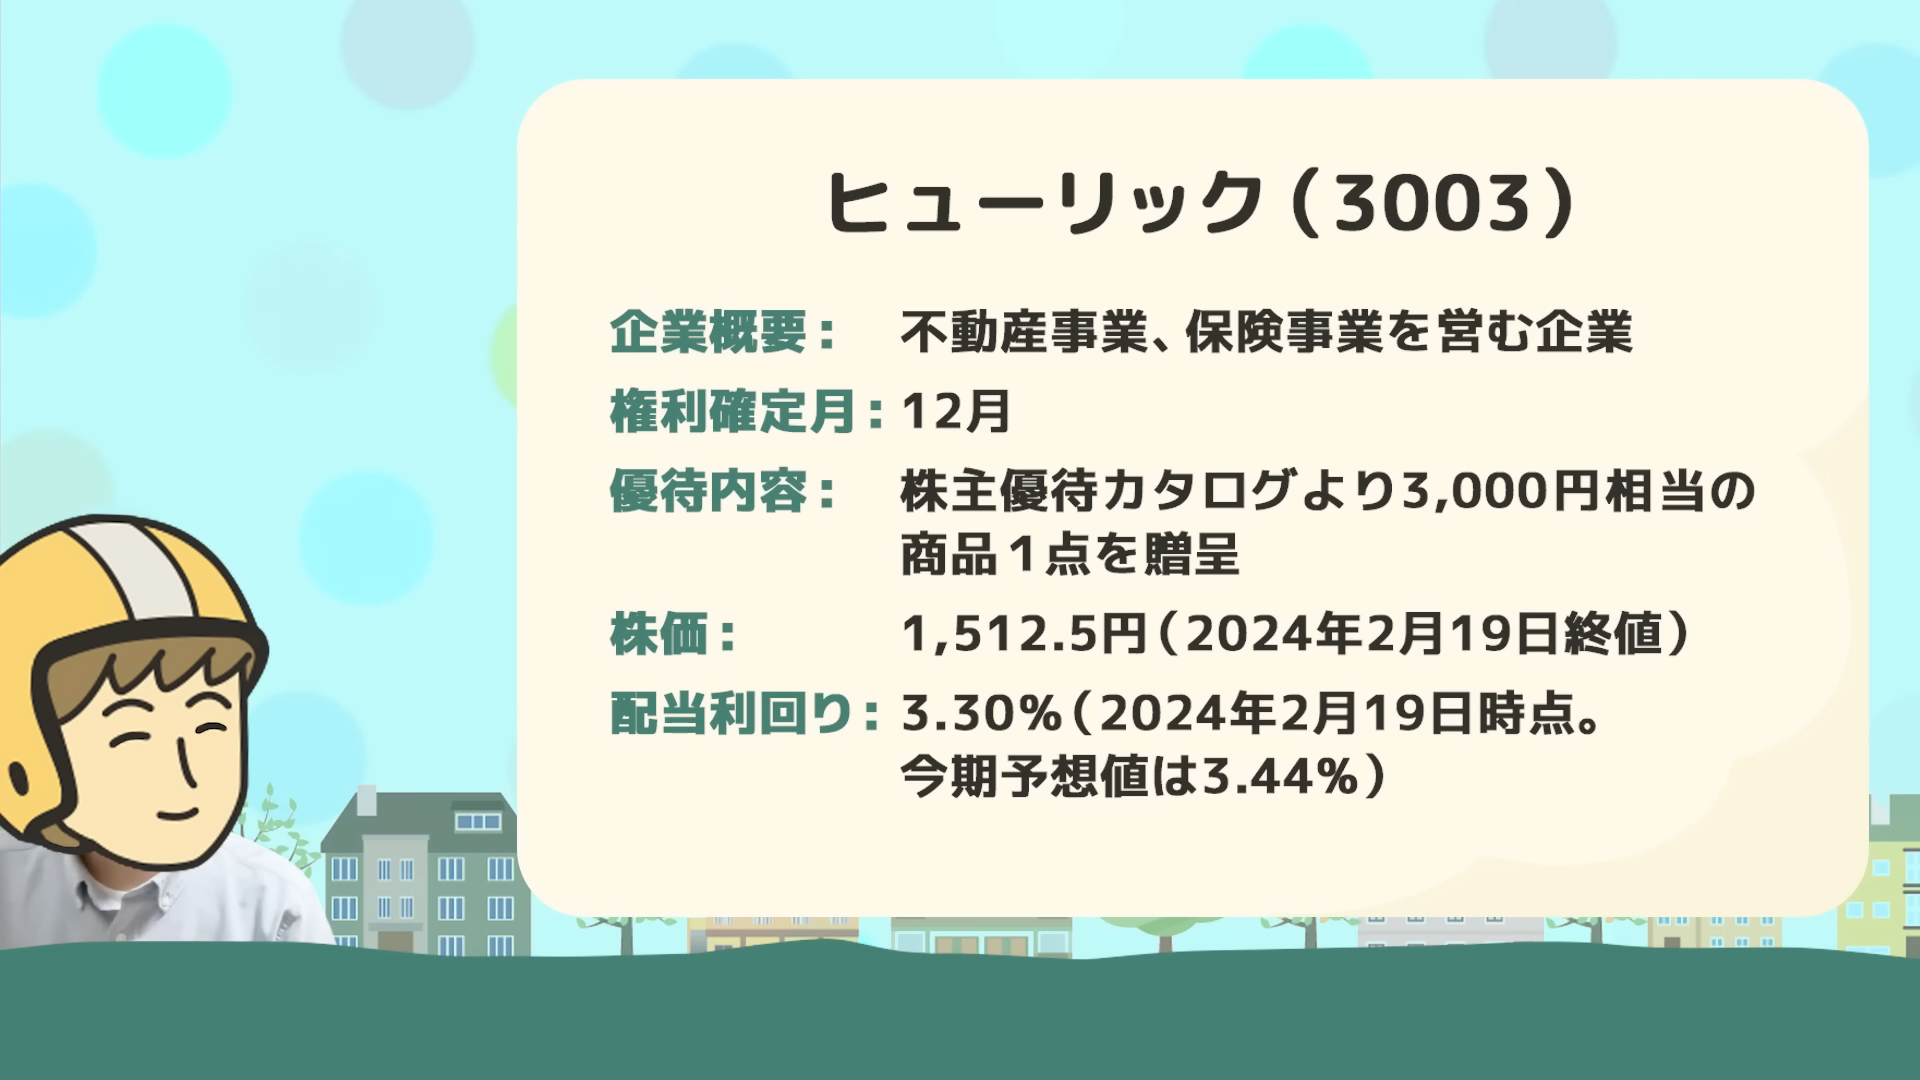 ヒューリック（3003）
企業概要： 不動産事業、保険事業を営む企業
権利確定月： 12月
優待内容： 株主優待カタログより3,000円相当の
商品1点を贈呈
株価： 1,512.5円（2024年2月19日終値）
配当利回り： 3.30%（2024年2月19日時点。
今期予想値は3.44%）